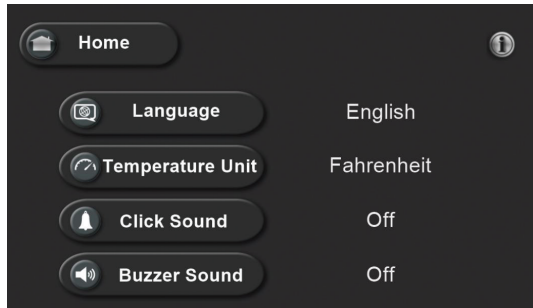 Home
Language English
Temperature Unit Fahrenheit
Click Sound Off
Buzzer Sound Off